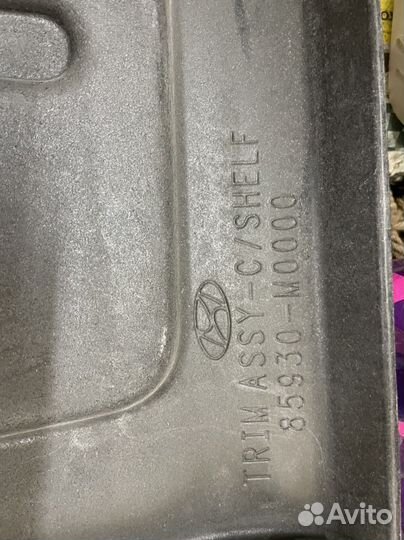 TRIM ASSY-C/SHELF
85930-M0000
Avito